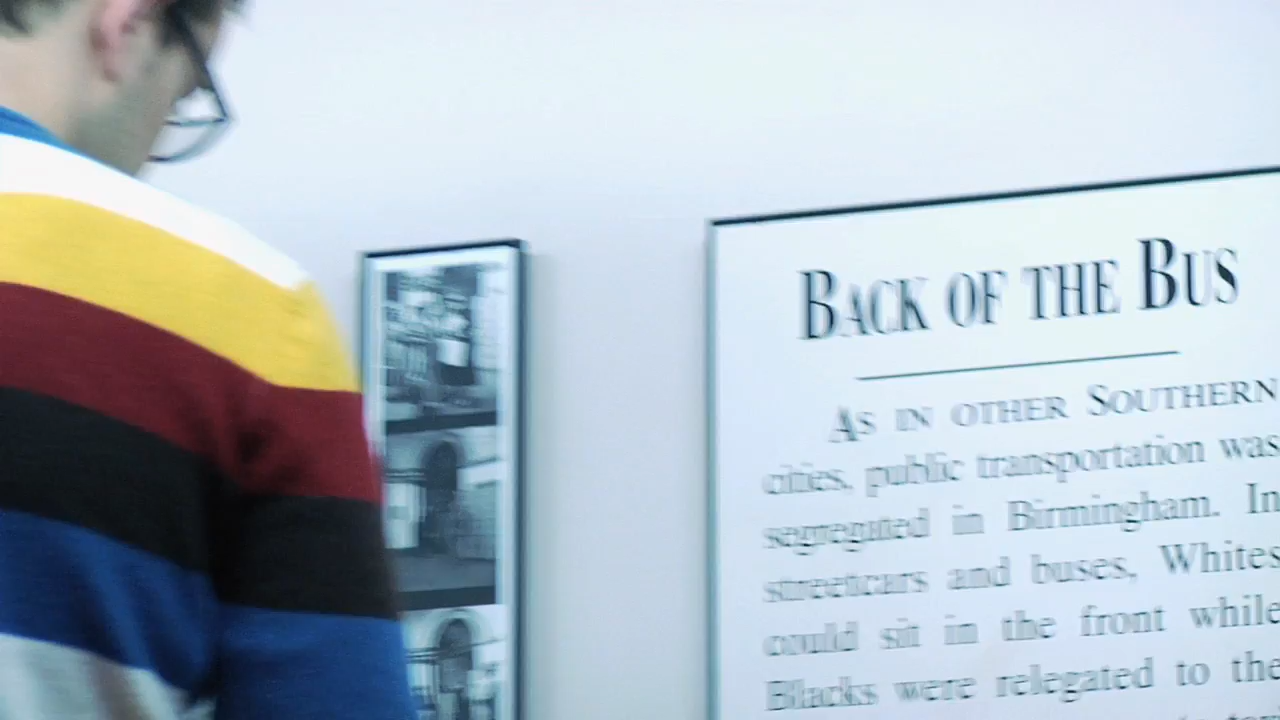 BACK OF THE BUS
AS IN OTHER SOUTHERN
cities, public transportation was
segregated in Birmingham. In
streetcars and buses, Whites
could sit in the front while
Blacks were relegated to the